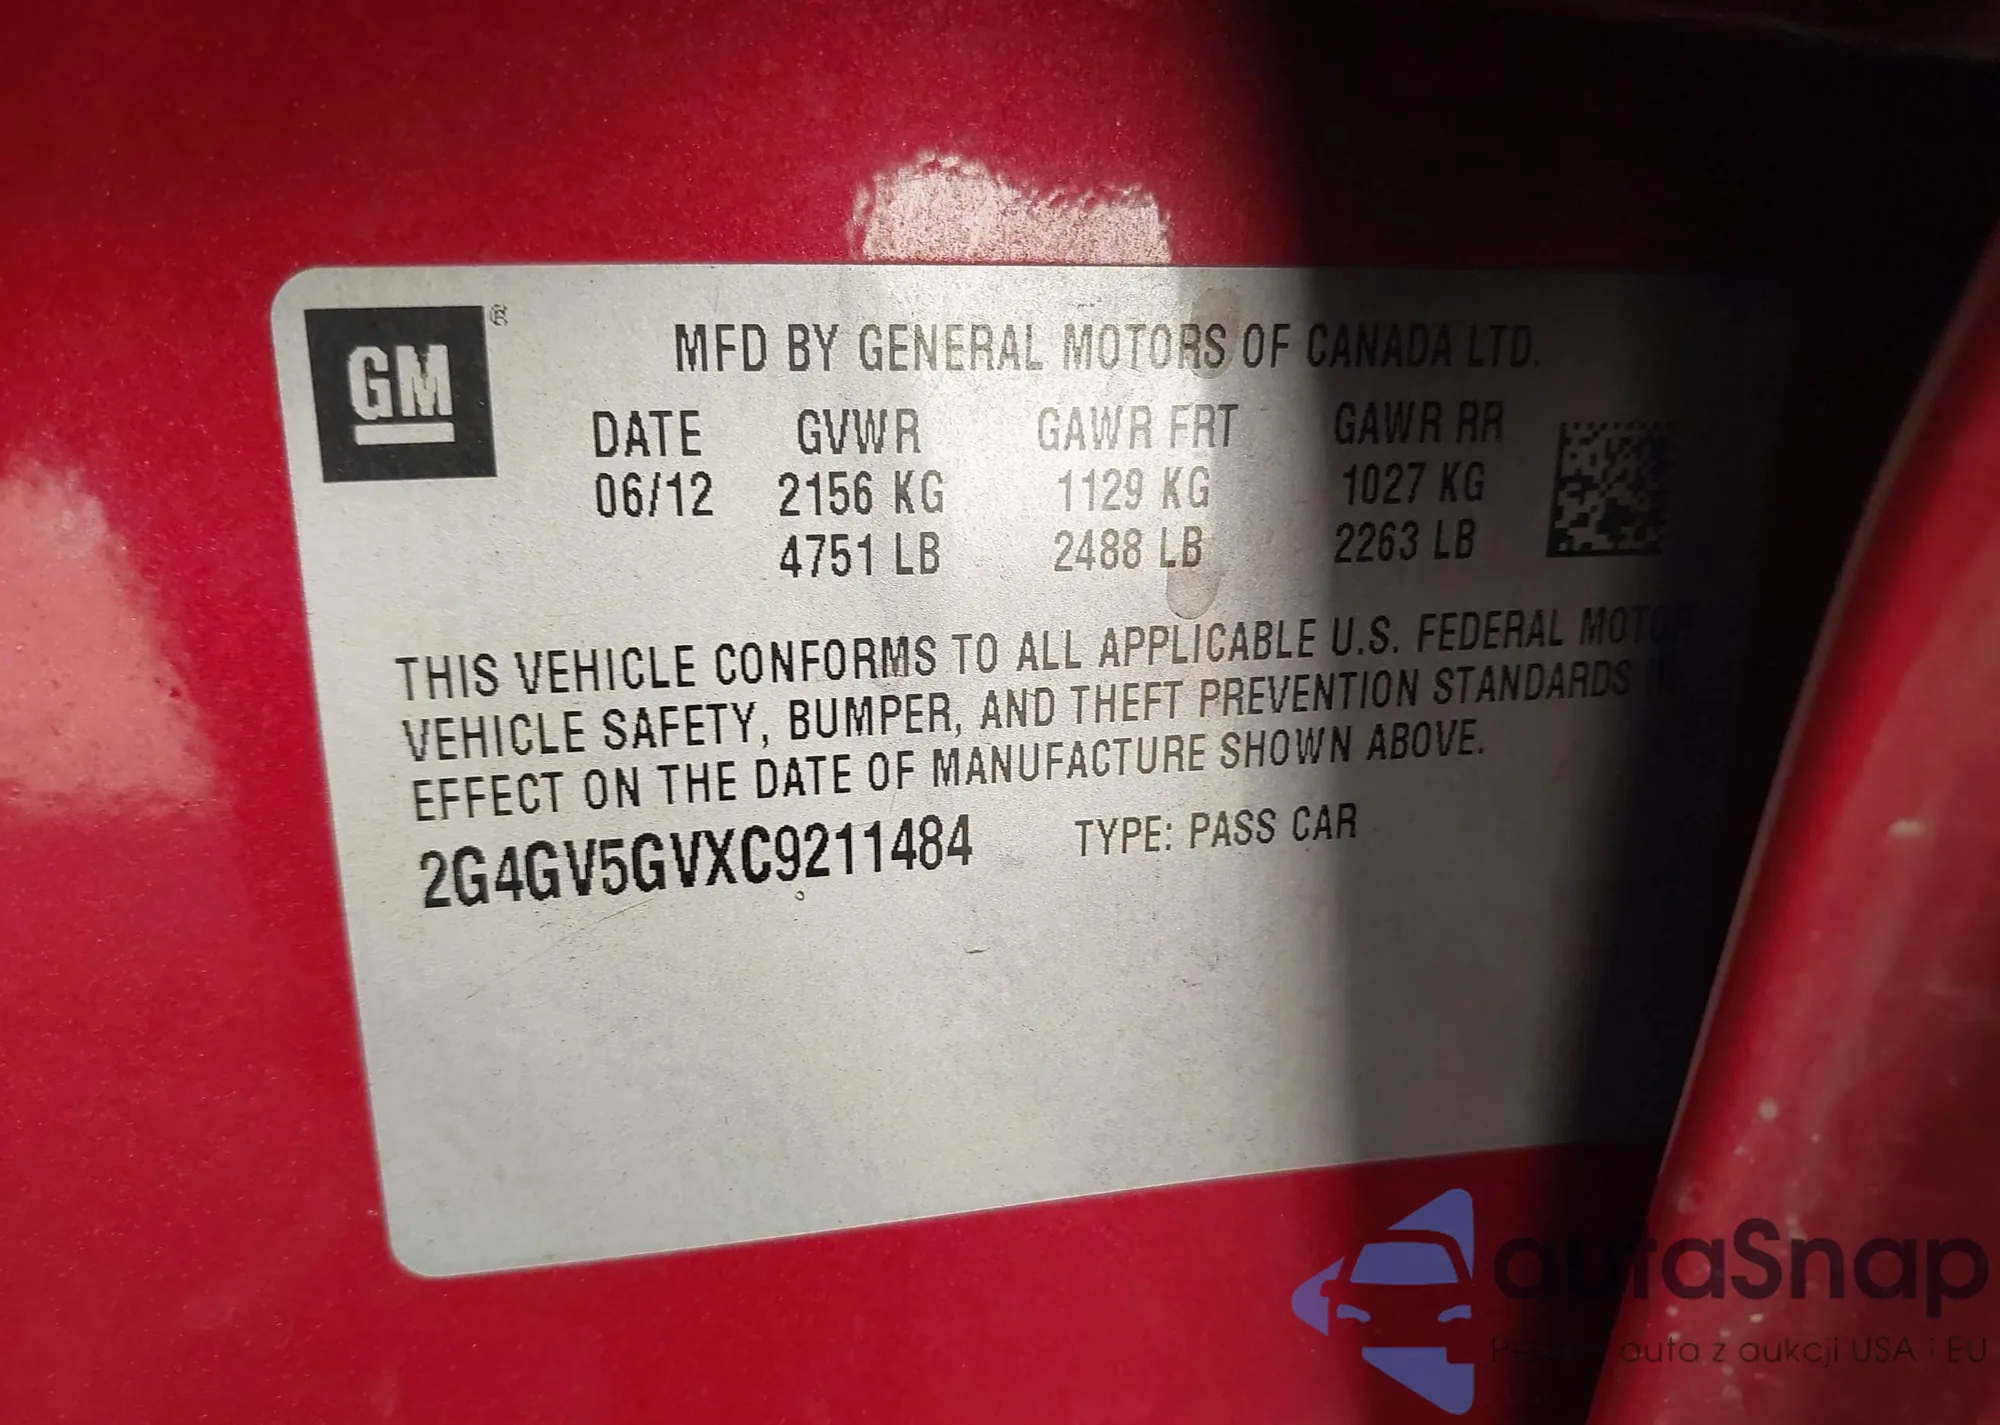 GM ®
MFD BY GENERAL MOTORS OF CANADA LTD.
DATE GVWR GAWR FRT GAWR RR
06/12 2156 KG 1129 KG 1027 KG
4751 LB 2488 LB 2263 LB
THIS VEHICLE CONFORMS TO ALL APPLICABLE U.S. FEDERAL MOTOR
VEHICLE SAFETY, BUMPER, AND THEFT PREVENTION STANDARDS IN
EFFECT ON THE DATE OF MANUFACTURE SHOWN ABOVE.
2G4GV5GVXC9211484 TYPE: PASS CAR
autaSnap
auta z aukcji USA i EU